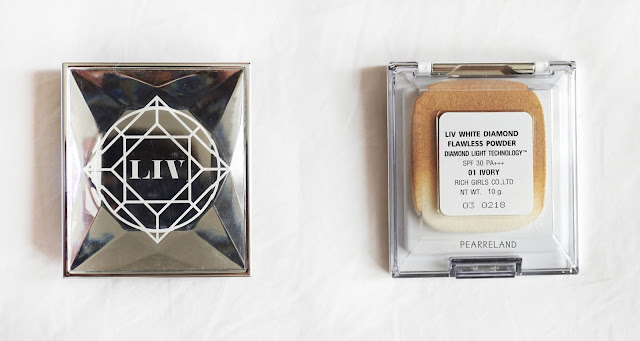 LIV
LIV WHITE DIAMOND
FLAWLESS POWDER
DIAMOND LIGHT TECHNOLOGY™
SPF 30 PA+++
01 IVORY
RICH GIRLS CO.,LTD
NT WT. 10 g.
03 0218
PEARRELAND